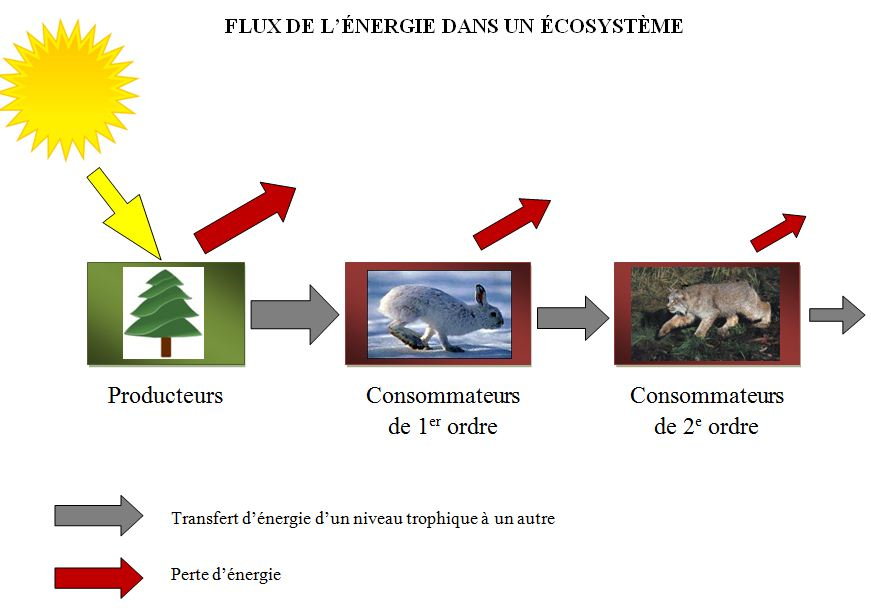 FLUX DE L’ÉNERGIE DANS UN ÉCOSYSTÈME
Producteurs
Consommateurs
de 1er ordre
Consommateurs
de 2e ordre
Transfert d’énergie d’un niveau trophique à un autre
Perte d’énergie